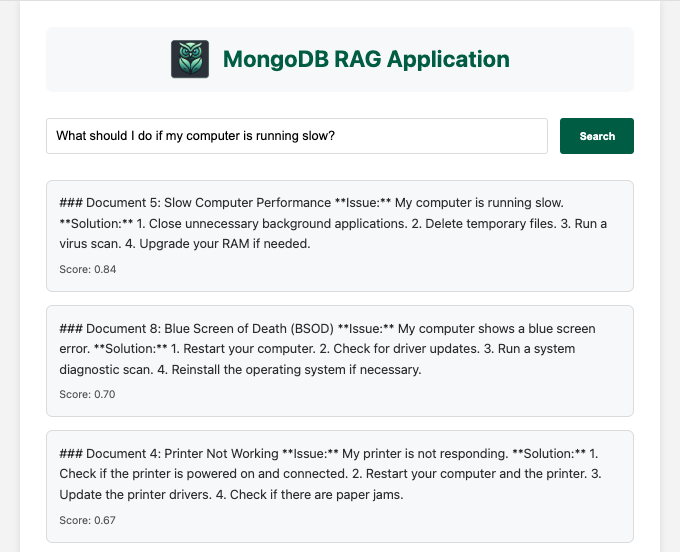 MongoDB RAG Application
What should I do if my computer is running slow?
Search
### Document 5: Slow Computer Performance **Issue:** My computer is running slow.
**Solution:** 1. Close unnecessary background applications. 2. Delete temporary files. 3. Run a
virus scan. 4. Upgrade your RAM if needed.
Score: 0.84
### Document 8: Blue Screen of Death (BSOD) **Issue:** My computer shows a blue screen
error. **Solution:** 1. Restart your computer. 2. Check for driver updates. 3. Run a system
diagnostic scan. 4. Reinstall the operating system if necessary.
Score: 0.70
### Document 4: Printer Not Working **Issue:** My printer is not responding. **Solution:** 1.
Check if the printer is powered on and connected. 2. Restart your computer and the printer. 3.
Update the printer drivers. 4. Check if there are paper jams.
Score: 0.67